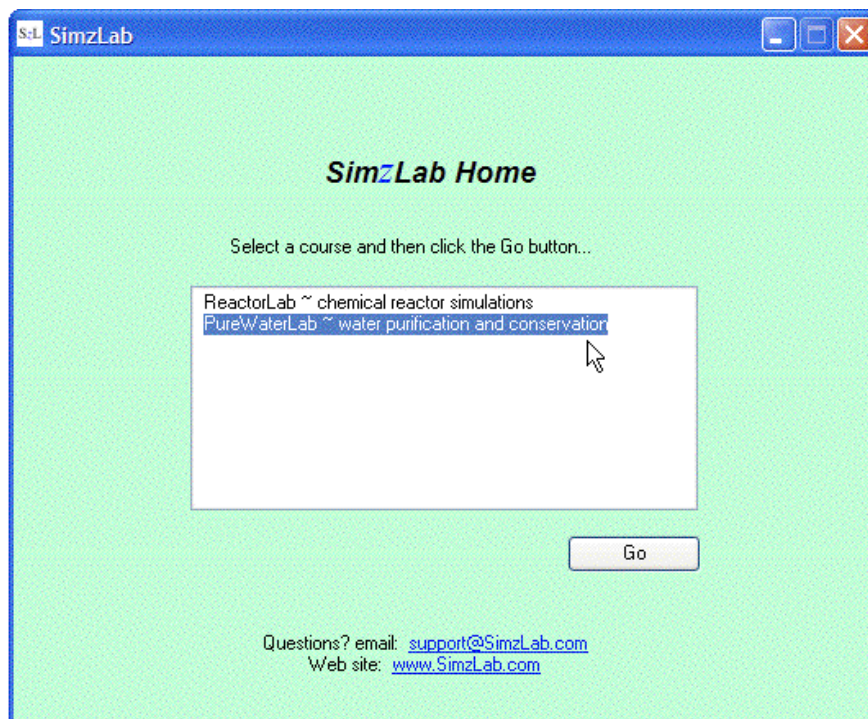 SzL SimzLab
SimzLab Home
Select a course and then click the Go button...
ReactorLab ~ chemical reactor simulations
PureWaterLab ~ water purification and conservation
Go
Questions? email: support@SimzLab.com
Web site: www.SimzLab.com